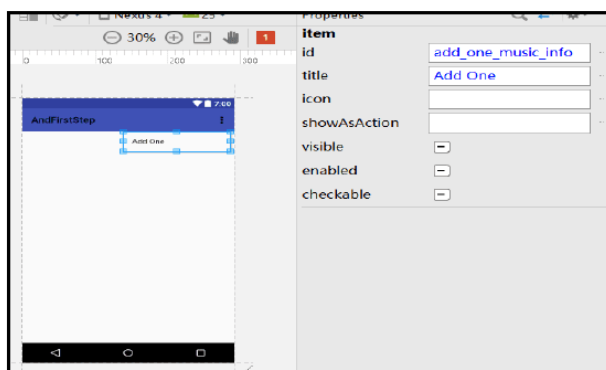 Nexus 4 25
Properties
30%
1
0 100 200 300
item
id add_one_music_info
title Add One
icon
showAsAction
visible
enabled
checkable
7:00
AndFirstStep
Add One